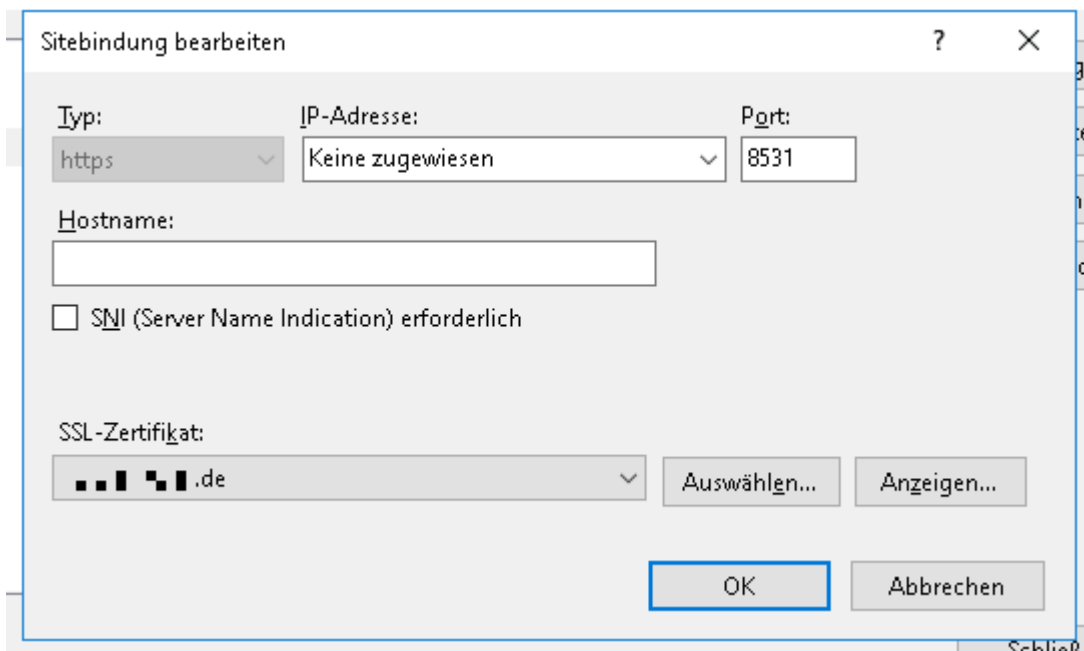 Sitebindung bearbeiten
?
Typ:
IP-Adresse:
Port:
https
Keine zugewiesen
8531
Hostname:
SNI (Server Name Indication) erforderlich
SSL-Zertifikat:
.de
Auswählen...
Anzeigen...
OK
Abbrechen
Schließ